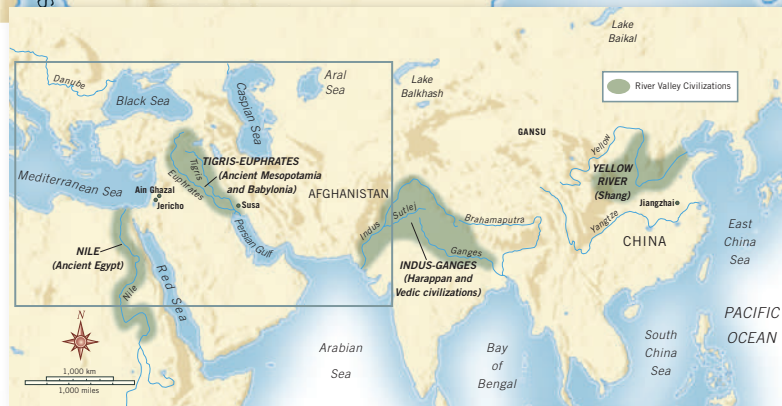 Lake
Baikal
Danube
Aral
Sea
Lake
Balkhash
River Valley Civilizations
Black Sea
Caspian Sea
GANSU
Yellow
TIGRIS-EUPHRATES
(Ancient Mesopotamia
and Babylonia)
Tigris
Euphrates
YELLOW
RIVER
(Shang)
Mediterranean Sea
Ain Ghazal
Jericho
Susa
AFGHANISTAN
Jiangzhai
Indus
Sutlej
Brahamaputra
Yangtze
East
China
Sea
Persian Gulf
CHINA
NILE
(Ancient Egypt)
Ganges
INDUS-GANGES
(Harappan and
Vedic civilizations)
Nile
Red Sea
PACIFIC
OCEAN
N
Arabian
Sea
Bay
of
Bengal
South
China
Sea
1,000 km
1,000 miles